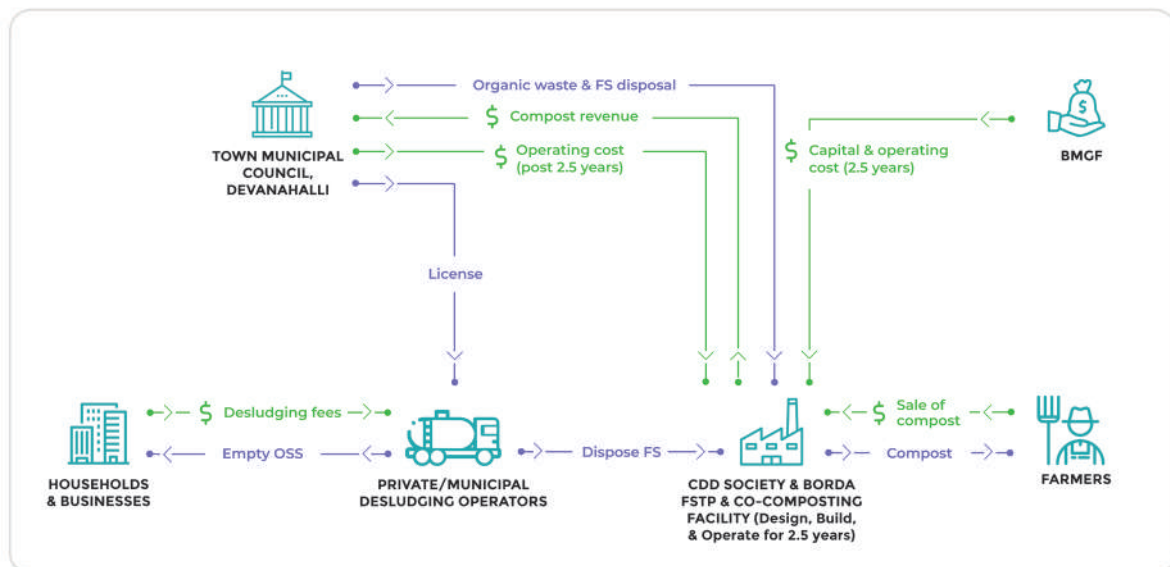 Organic waste & FS disposal
$ Compost revenue
$ Operating cost
(post 2.5 years)
TOWN MUNICIPAL
COUNCIL,
DEVANAHALLI
$ Capital & operating
cost (2.5 years)
$
BMGF
License
$ Desludging fees
Empty OSS
HOUSEHOLDS
& BUSINESSES
PRIVATE/MUNICIPAL
DESLUDGING OPERATORS
Dispose FS
CDD SOCIETY & BORDA
FSTP & CO-COMPOSTING
FACILITY (Design, Build,
& Operate for 2.5 years)
$ Sale of
compost
Compost
FARMERS